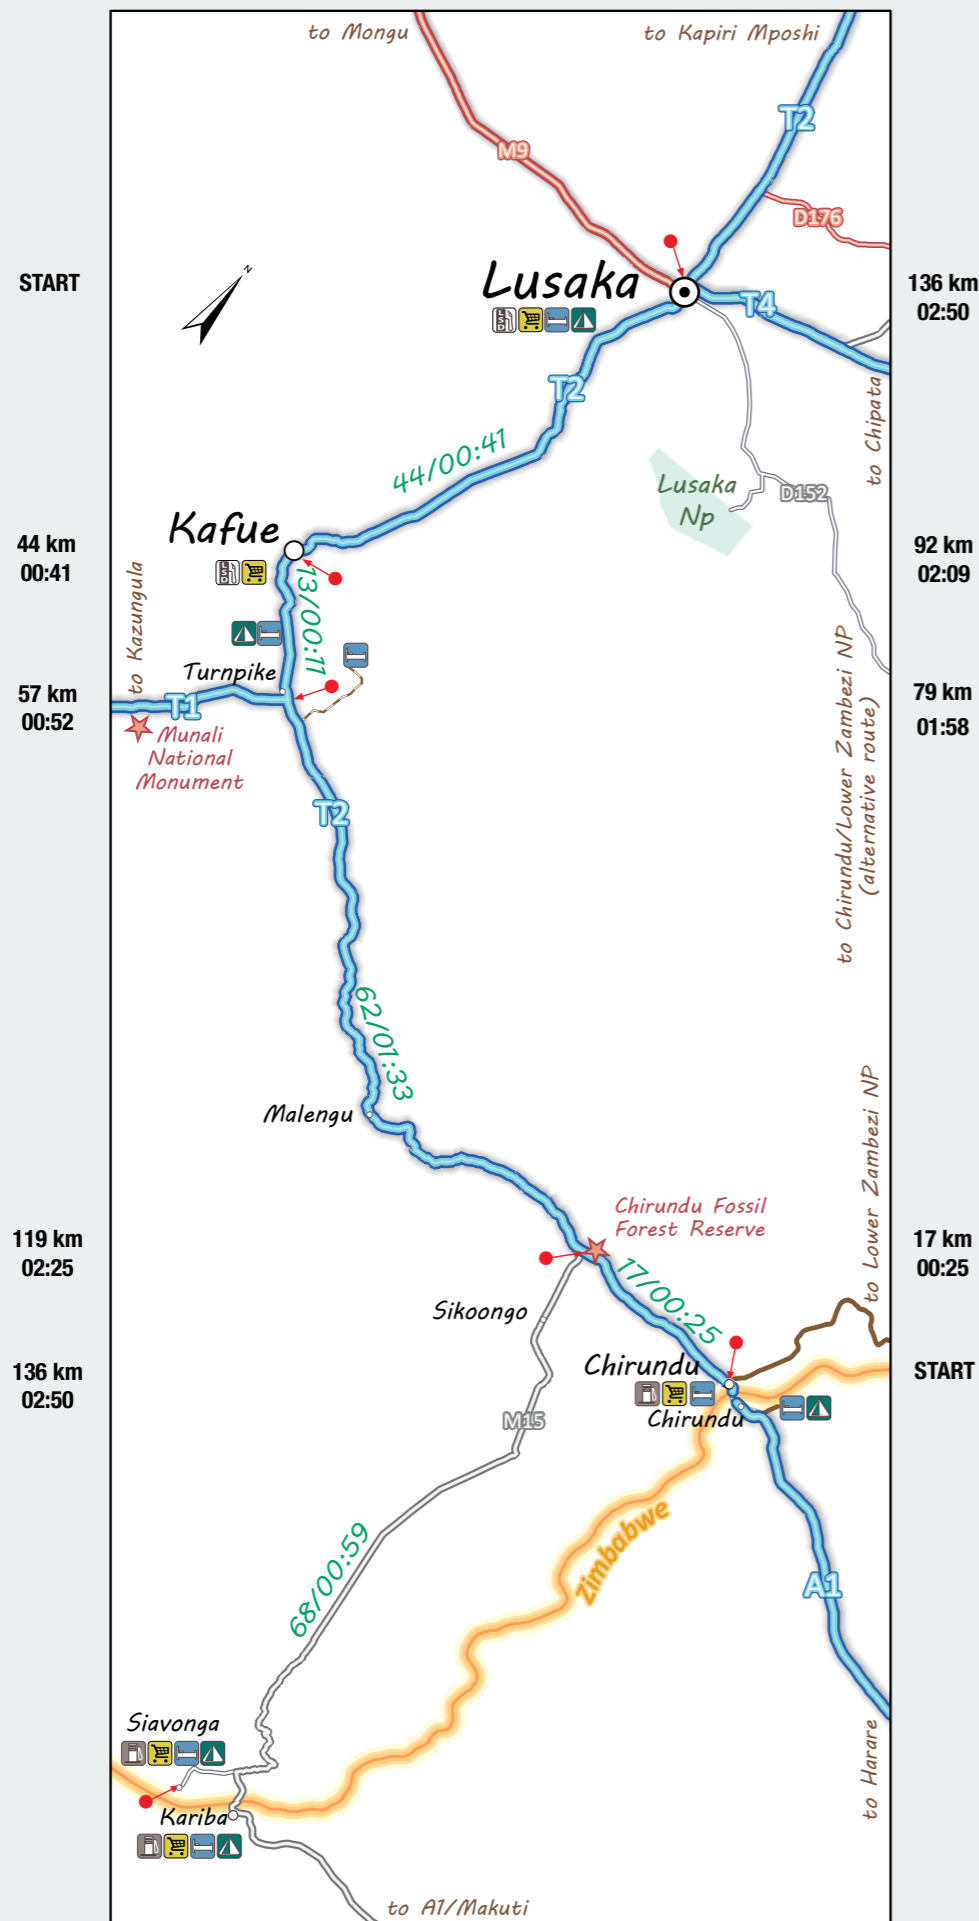 to Mongu
to Kapiri Mposhi
T2
M9
D176
N
START
Lusaka
136 km
02:50
LSD
T4
T2
to Chipata
44/00:41
Lusaka
Np
D152
Kafue
44 km
00:41
92 km
02:09
LSD
13/00:11
to Kazungula
Turnpike
57 km
00:52
T1
79 km
01:58
Munali
National
Monument
to Chirundu/Lower Zambezi NP
(alternative route)
T2
62/01:33
Malengu
to Lower Zambezi NP
Chirundu Fossil
Forest Reserve
119 km
02:25
17 km
00:25
17/00:25
Sikoongo
Chirundu
136 km
02:50
START
Chirundu
M15
Zimbabwe
68/00:59
A1
Siavonga
to Harare
Kariba
to A1/Makuti